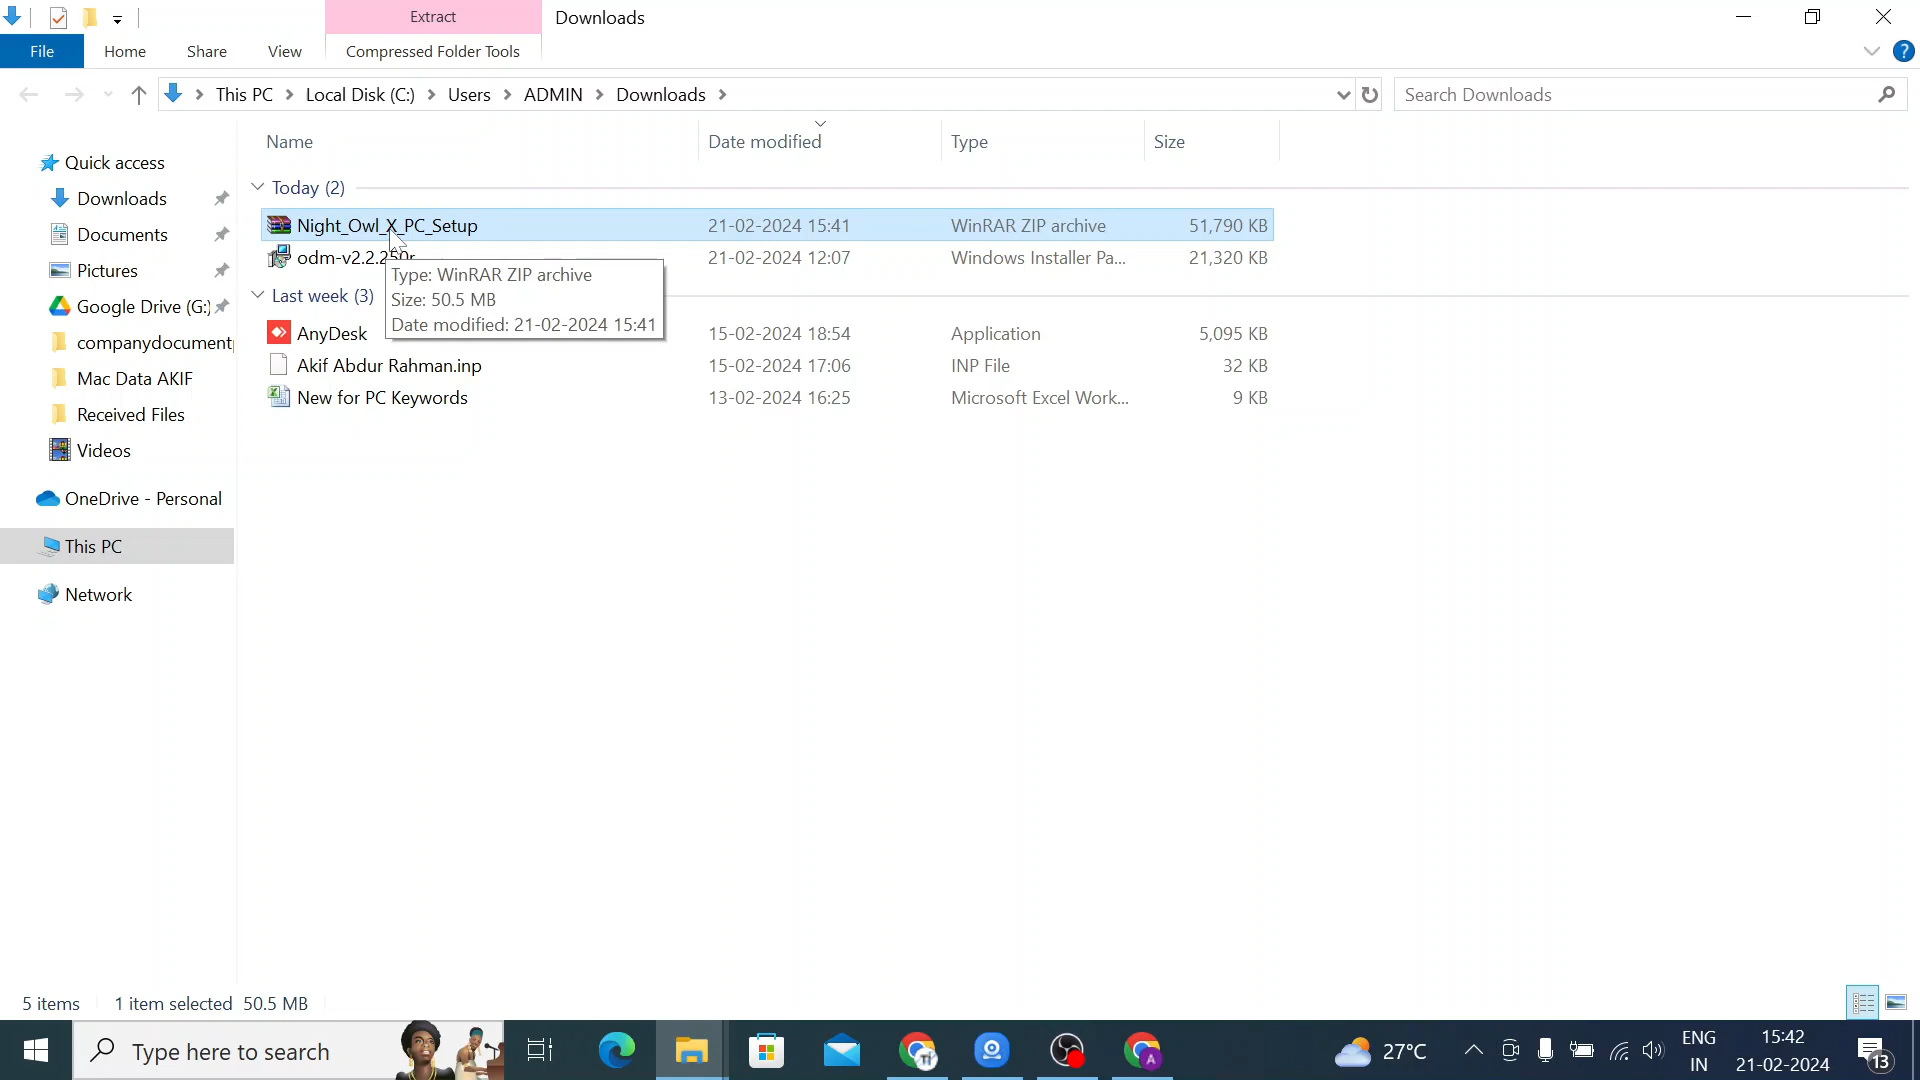 Extract
Downloads
File
Home
Share
View
Compressed Folder Tools
This PC
Local Disk (C:)
Users
ADMIN
Downloads
Search Downloads
Name
Date modified
Type
Size
Quick access
Downloads
Documents
Pictures
Google Drive (G:)
companydocument
Mac Data AKIF
Received Files
Videos
OneDrive - Personal
This PC
Network
Today (2)
Night_Owl_X_PC_Setup 21-02-2024 15:41 WinRAR ZIP archive 51,790 KB
odm-v2.2.250r 21-02-2024 12:07 Windows Installer Pa... 21,320 KB
Type: WinRAR ZIP archive
Size: 50.5 MB
Date modified: 21-02-2024 15:41
Last week (3)
AnyDesk 15-02-2024 18:54 Application 5,095 KB
Akif Abdur Rahman.inp 15-02-2024 17:06 INP File 32 KB
New for PC Keywords 13-02-2024 16:25 Microsoft Excel Work... 9 KB
5 items 1 item selected 50.5 MB
Type here to search
27°C
ENG
IN
15:42
21-02-2024
13